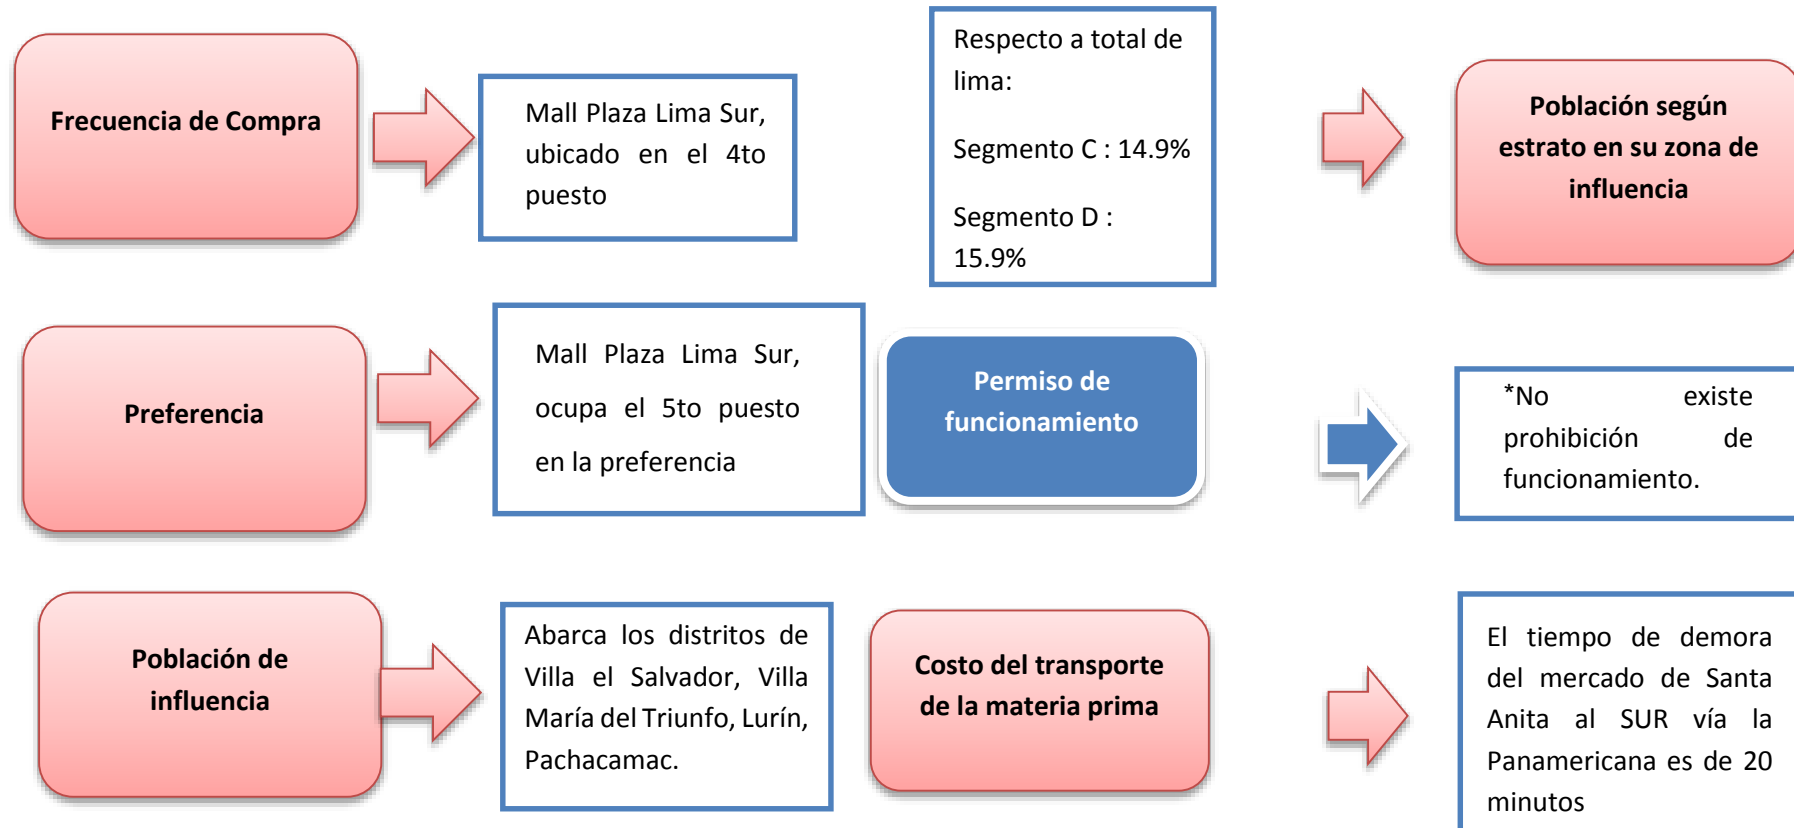 Frecuencia de Compra
Mall Plaza Lima Sur,
ubicado en el 4to
puesto
Respecto a total de
lima:
Segmento C : 14.9%
Segmento D :
15.9%
Población según
estrato en su zona de
influencia
Preferencia
Mall Plaza Lima Sur,
ocupa el 5to puesto
en la preferencia
Permiso de
funcionamiento
*No existe
prohibición de
funcionamiento.
Población de
influencia
Abarca los distritos de
Villa el Salvador, Villa
María del Triunfo, Lurín,
Pachacamac.
Costo del transporte
de la materia prima
El tiempo de demora
del mercado de Santa
Anita al SUR vía la
Panamericana es de 20
minutos